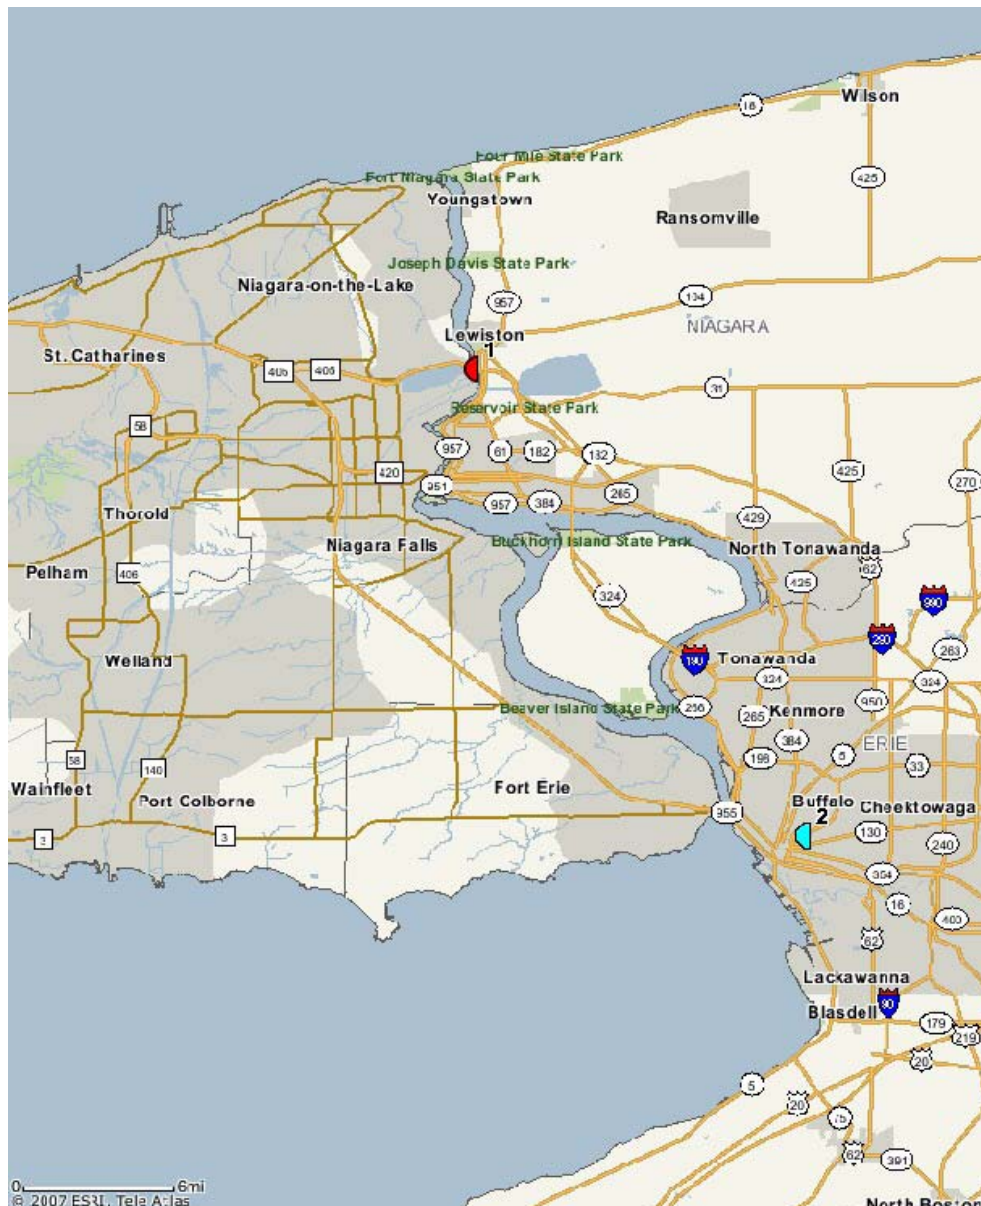 Wilson
18
Four Mile State Park
Fort Niagara State Park
425
Youngstown
Ransomville
Joseph Davis State Park
Niagara-on-the-Lake
104
957
NIAGARA
Lewiston
1
St. Catharines
405
405
31
Reservoir State Park
58
957
61
182
182
420
425
270
951
265
957
384
Thorold
429
Niagara Falls
Buckhorn Island State Park
North Tonawanda
Pelham
406
62
425
324
990
290
263
Welland
190
Tonawanda
324
324
Beaver Island State Park
266
265
Kenmore
950
384
ERIE
58
198
5
33
140
Wainfleet
Port Colborne
Fort Erie
Buffalo
Cheektowaga
955
2
3
3
130
240
354
16
400
62
Lackawanna
90
Blasdell
179
219
20
5
20
75
62
391
0
6mi
© 2007 ESRI, Tele Atlas
North Boston